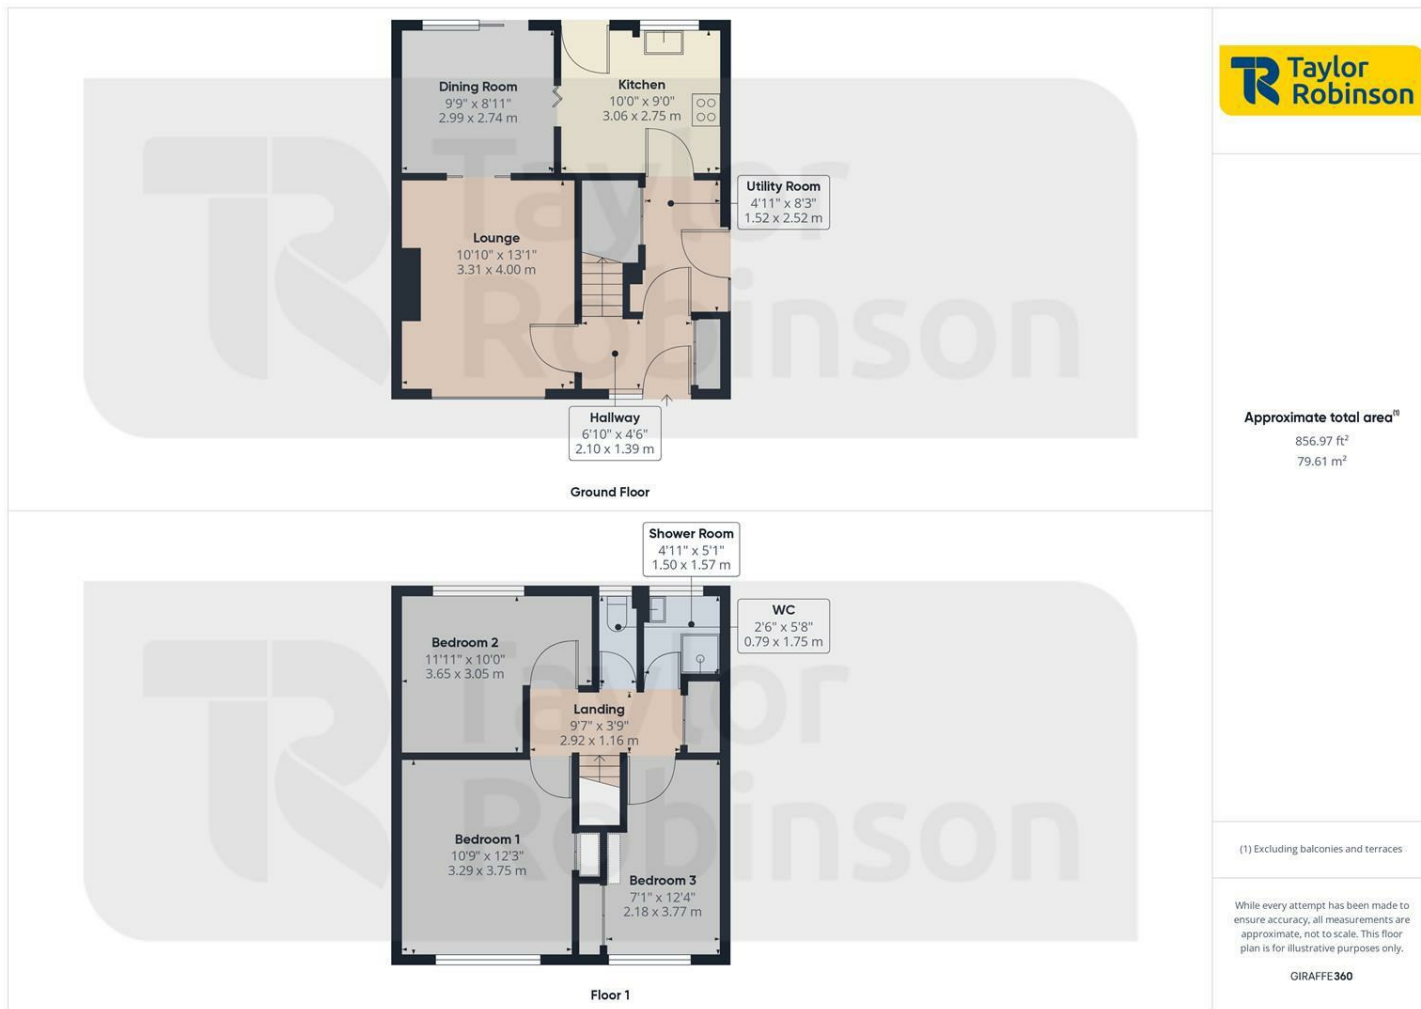 Dining Room
9'9" x 8'11"
2.99 x 2.74 m
Kitchen
10'0" x 9'0"
3.06 x 2.75 m
Utility Room
4'11" x 8'3"
1.52 x 2.52 m
Lounge
10'10" x 13'1"
3.31 x 4.00 m
Hallway
6'10" x 4'6"
2.10 x 1.39 m
Ground Floor
Taylor
Robinson
Shower Room
4'11" x 5'1"
1.50 x 1.57 m
WC
2'6" x 5'8"
0.79 x 1.75 m
Bedroom 2
11'11" x 10'0"
3.65 x 3.05 m
Landing
9'7" x 3'9"
2.92 x 1.16 m
Bedroom 1
10'9" x 12'3"
3.29 x 3.75 m
Bedroom 3
7'1" x 12'4"
2.18 x 3.77 m
Floor 1
Taylor
Robinson
TR Taylor
Robinson
Approximate total area(1)
856.97 ft²
79.61 m²
(1) Excluding balconies and terraces
While every attempt has been made to
ensure accuracy, all measurements are
approximate, not to scale. This floor
plan is for illustrative purposes only.
GIRAFFE360